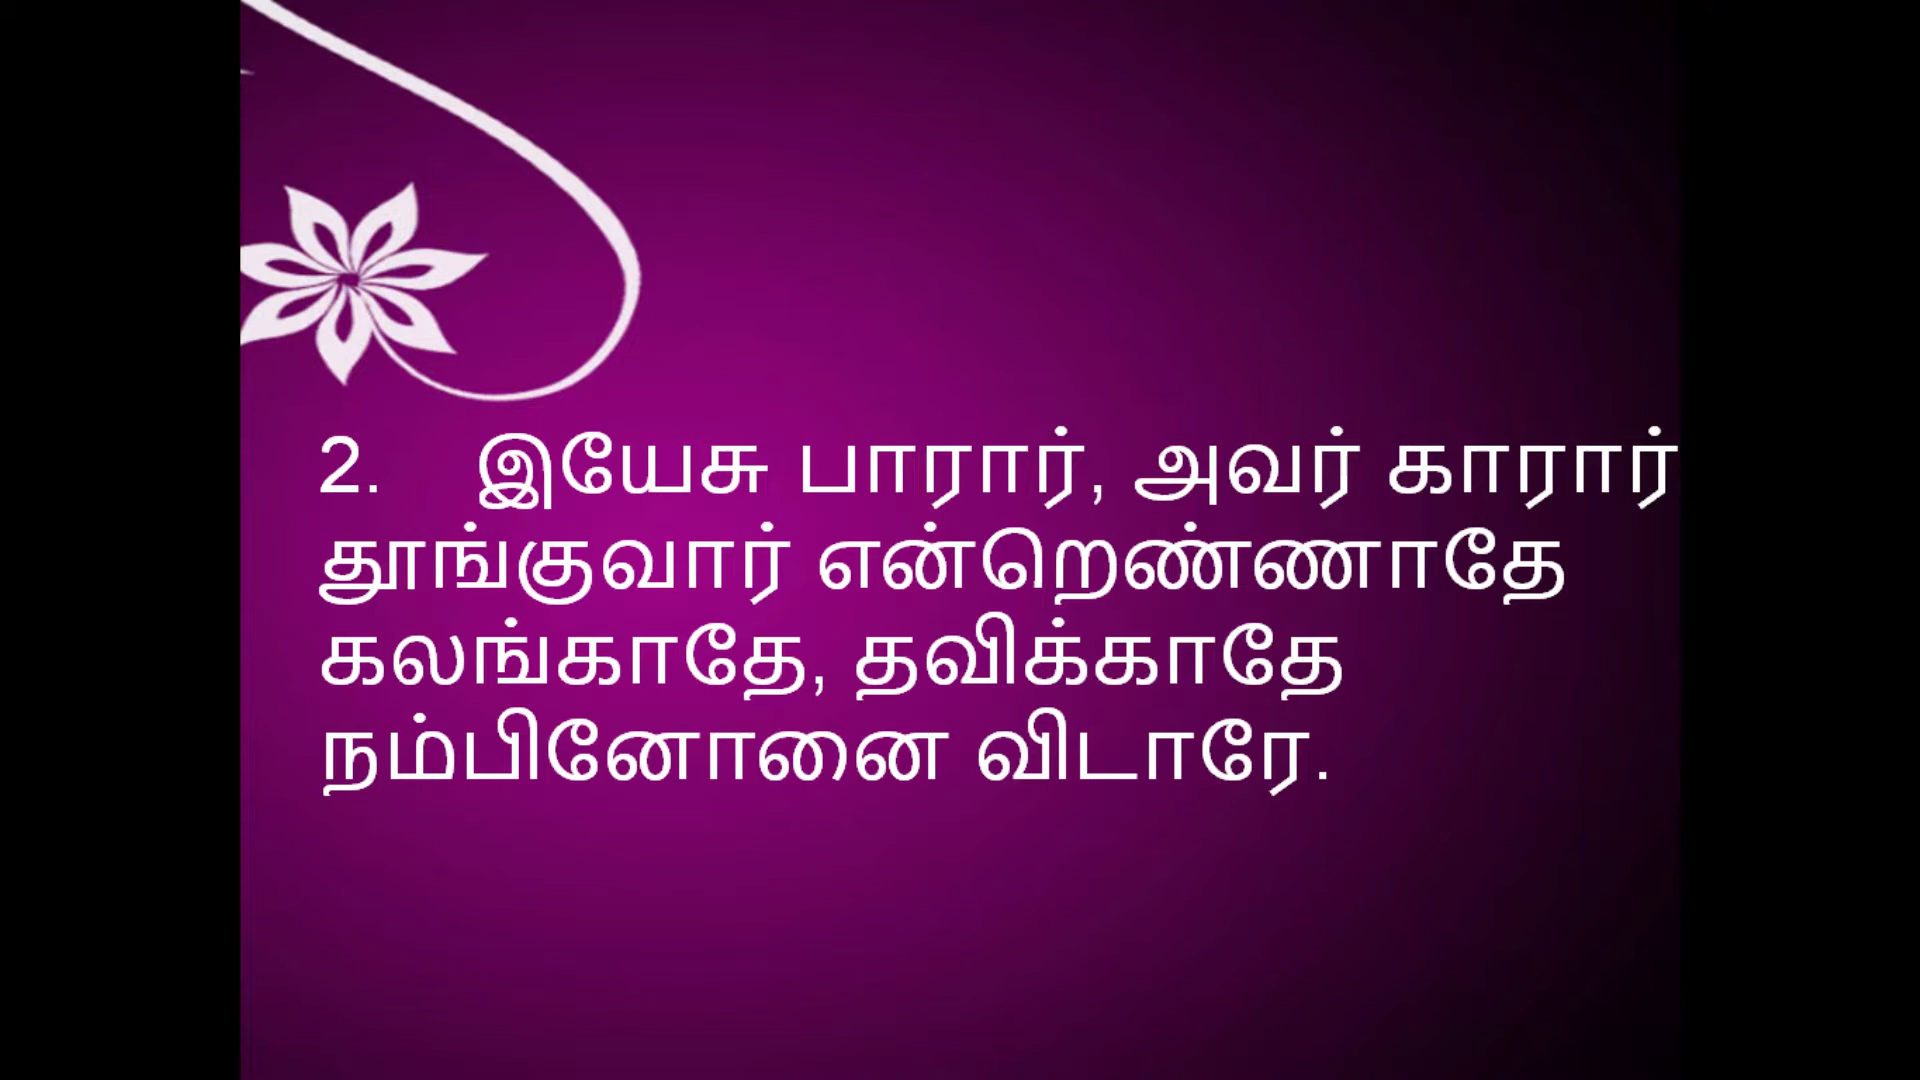 2. இயேசு பாரார், அவர் காரார்
தூங்குவார் என்றெண்ணாதே
கலங்காதே, தவிக்காதே
நம்பினோனை விடாரே.